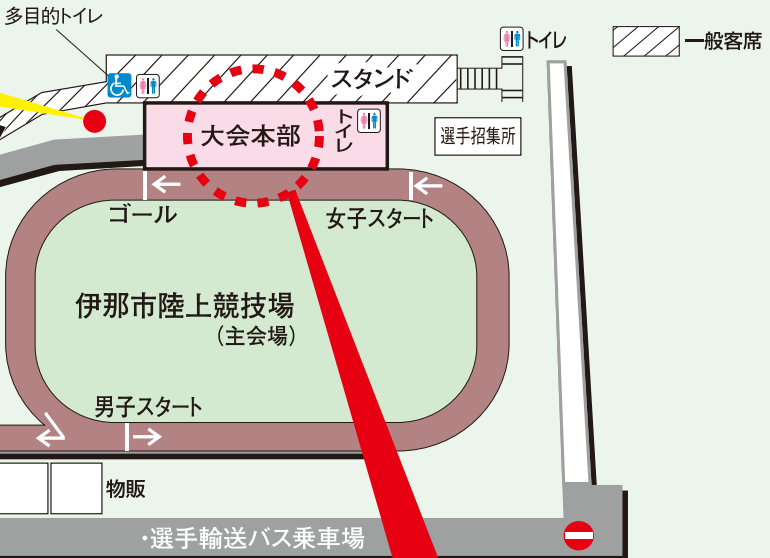 多目的トイレ
トイレ
一般客席
スタンド
大会本部
トイレ
選手招集所
ゴール
女子スタート
伊那市陸上競技場
（主会場）
男子スタート
物販
・選手輸送バス乗車場